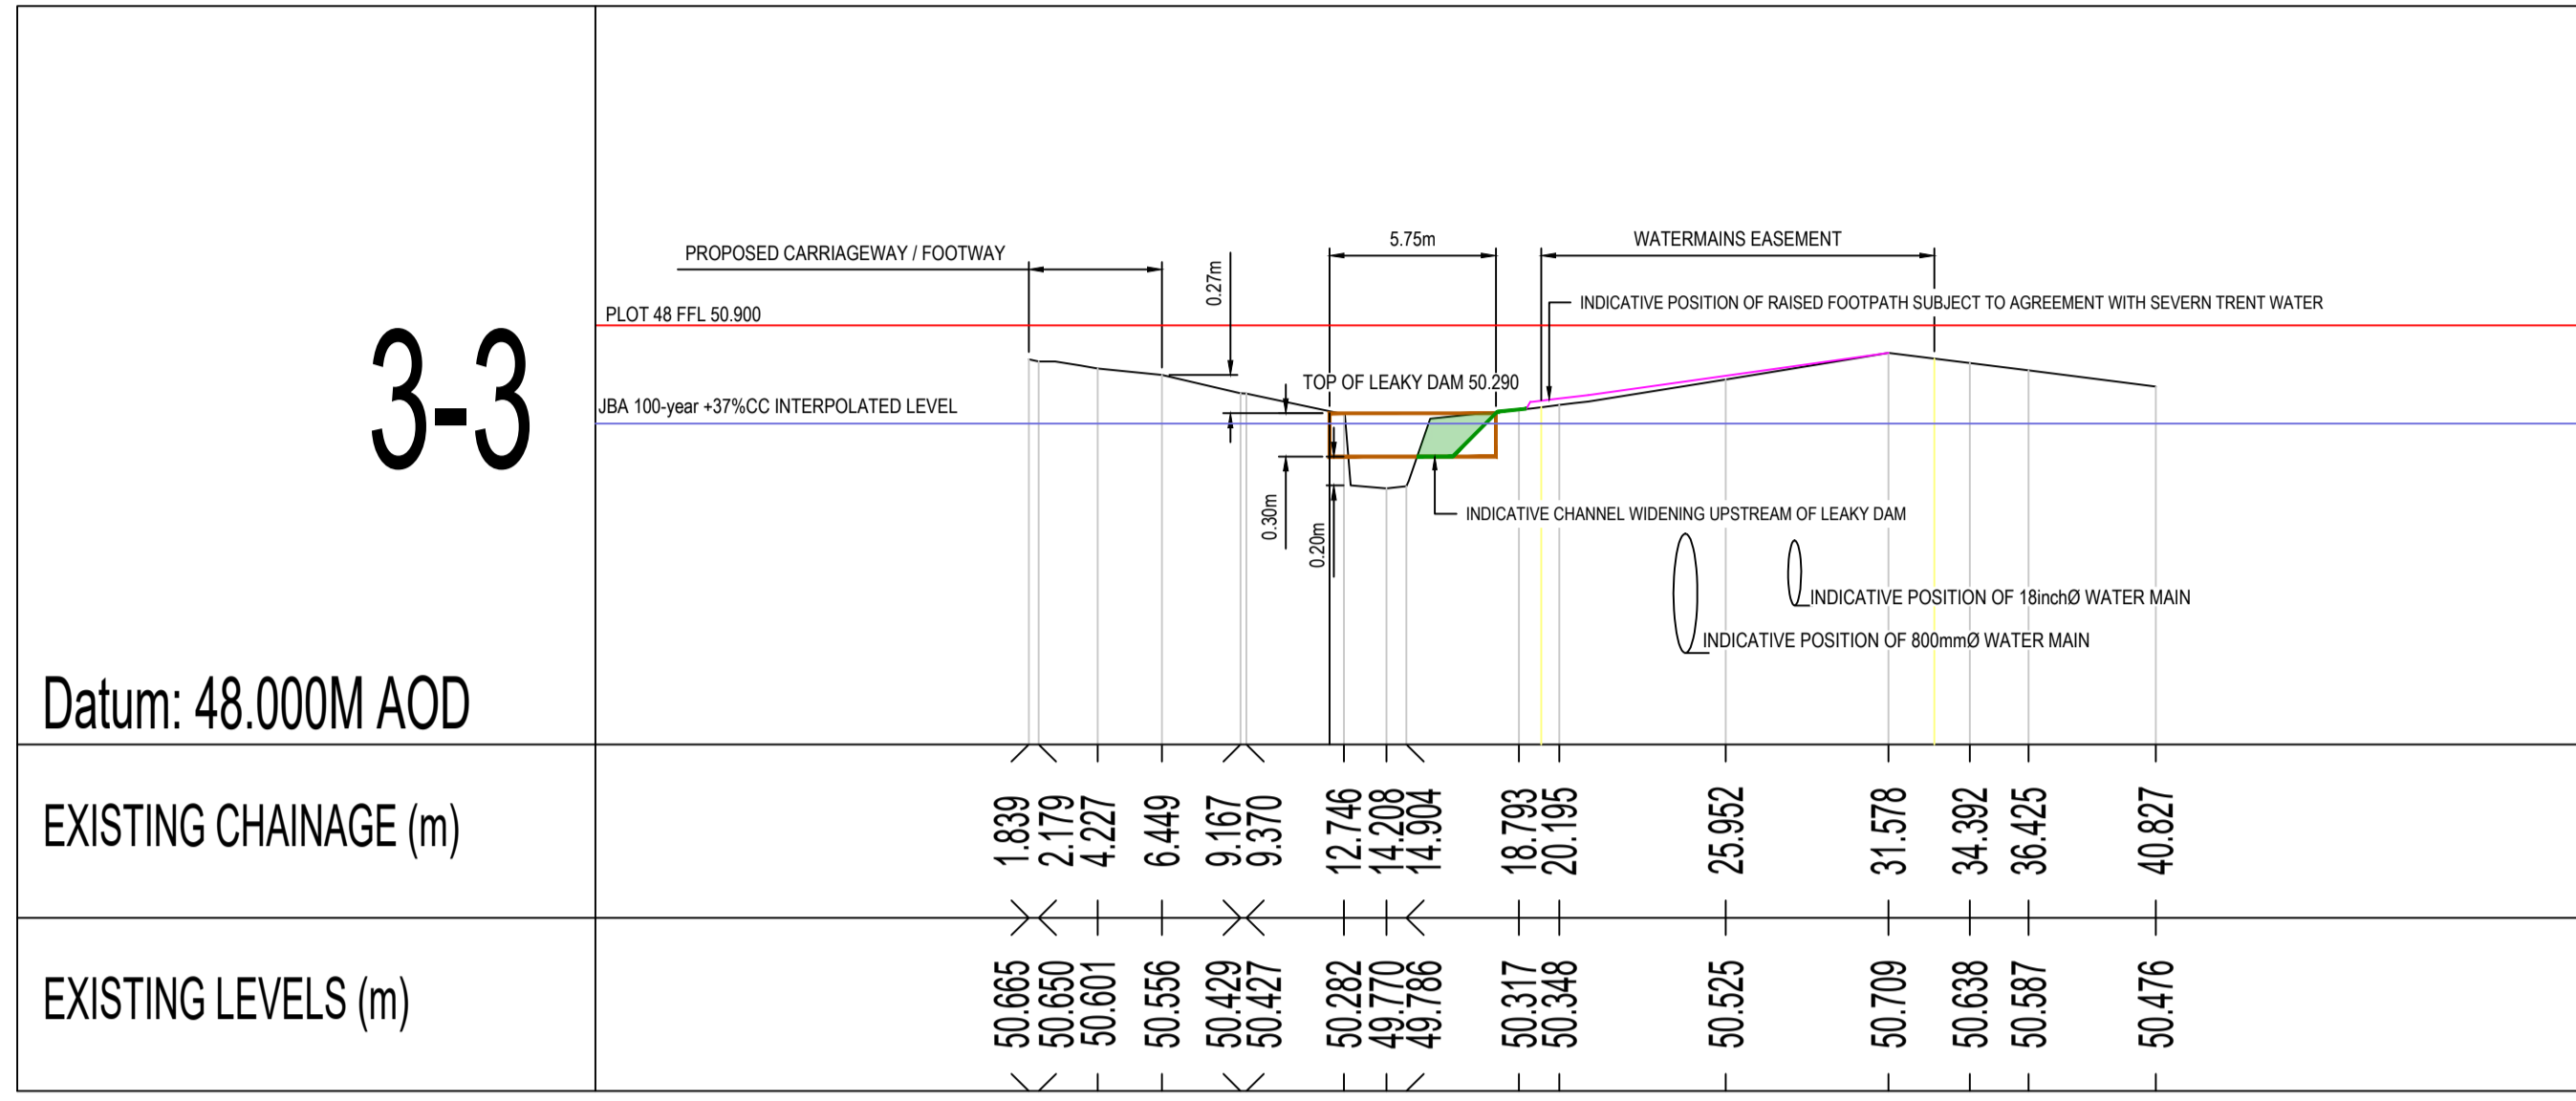 PROPOSED CARRIAGEWAY / FOOTWAY
0.27m
5.75m
WATERMAINS EASEMENT
INDICATIVE POSITION OF RAISED FOOTPATH SUBJECT TO AGREEMENT WITH SEVERN TRENT WATER
PLOT 48 FFL 50.900
TOP OF LEAKY DAM 50.290
JBA 100-year +37%CC INTERPOLATED LEVEL
3-3
0.30m
0.20m
INDICATIVE CHANNEL WIDENING UPSTREAM OF LEAKY DAM
INDICATIVE POSITION OF 18inchØ WATER MAIN
INDICATIVE POSITION OF 800mmØ WATER MAIN
Datum: 48.000M AOD
EXISTING CHAINAGE (m)
1.839
2.179
4.227
6.449
9.167
9.370
12.746
14.208
14.904
18.793
20.195
25.952
31.578
34.392
36.425
40.827
EXISTING LEVELS (m)
50.665
50.650
50.601
50.556
50.429
50.427
50.282
49.770
49.786
50.317
50.348
50.525
50.709
50.638
50.587
50.476